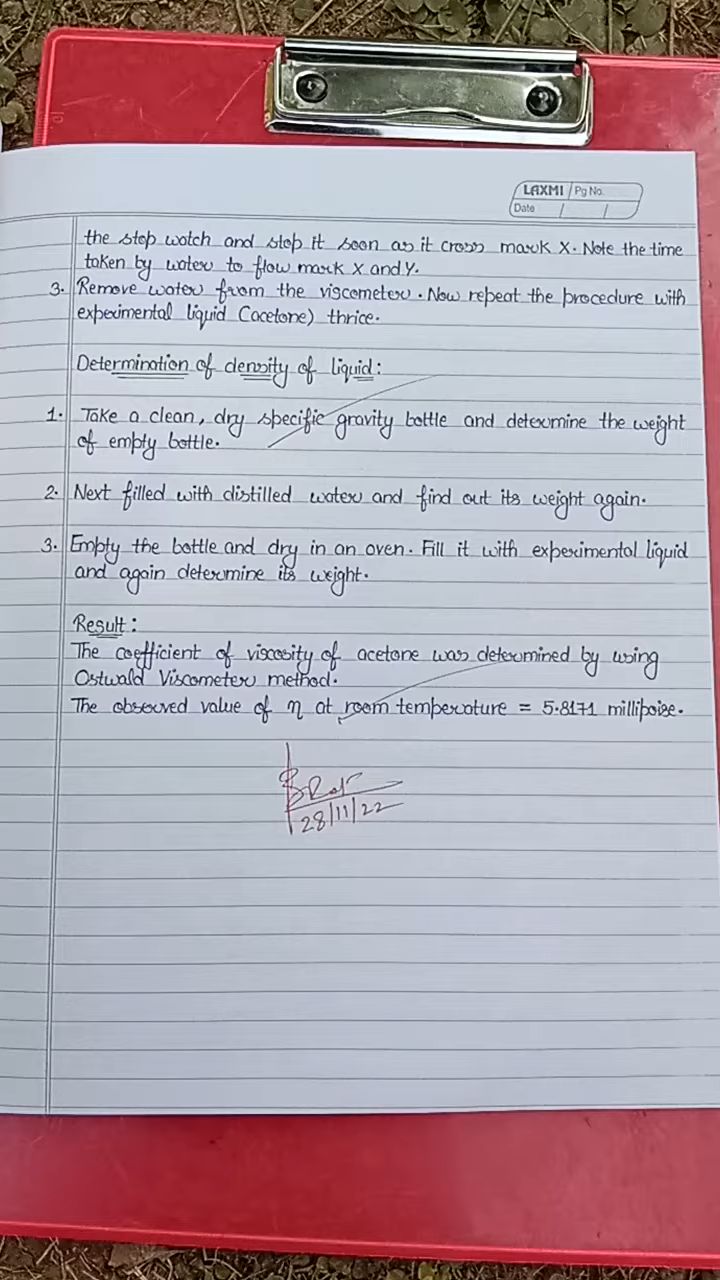 LAXMI Pg No.
Date / /
the stop watch and stop it soon as it cross mark X. Note the time
taken by water to flow mark X and Y.
3. Remove water from the viscometer. Now repeat the procedure with
experimental liquid (acetone) thrice.
Determination of density of liquid:
1. Take a clean, dry specific gravity bottle and determine the weight
of empty bottle.
2. Next filled with distilled water and find out its weight again.
3. Empty the bottle and dry in an oven. Fill it with experimental liquid
and again determine its weight.
Result:
The coefficient of viscosity of acetone was determined by using
Ostwald Viscometer method.
The observed value of η at room temperature = 5.8171 millipoise.
28/11/22